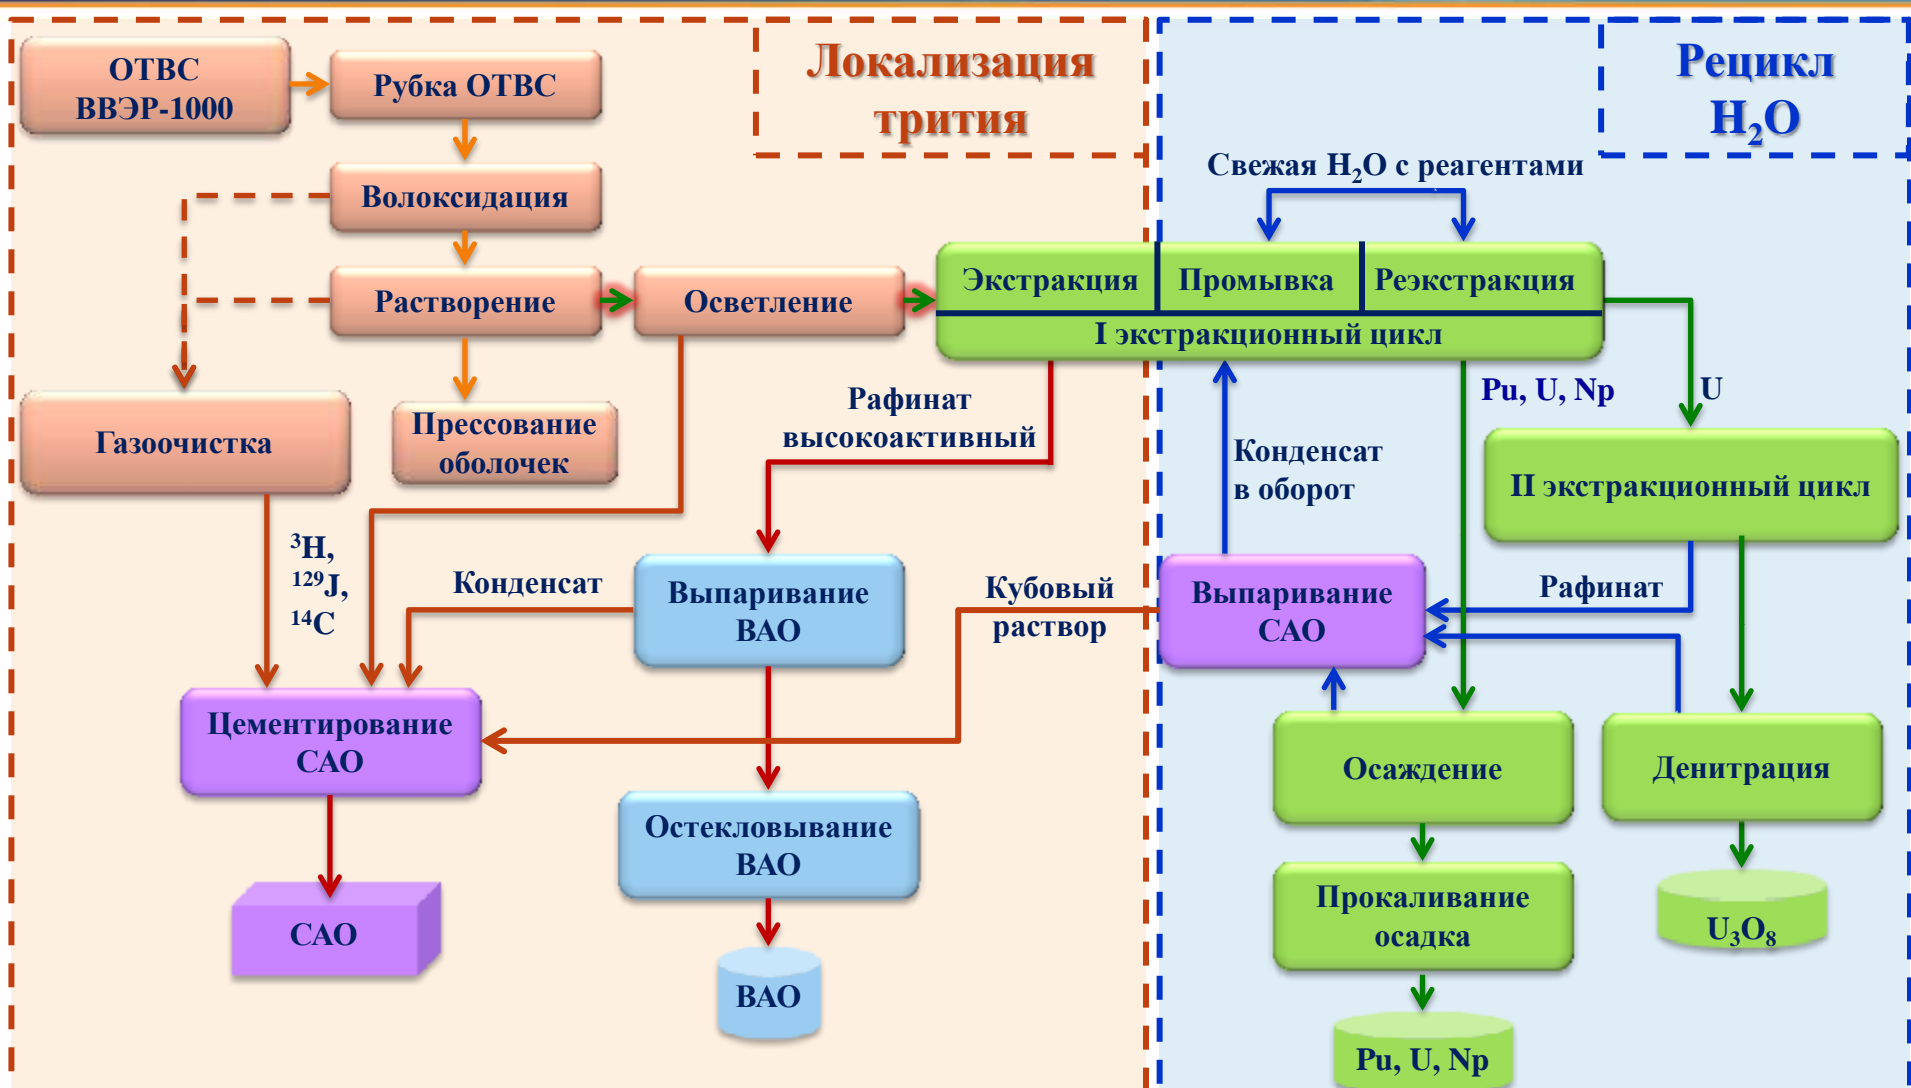 ОТВС
ВВЭР-1000
Рубка ОТВС
Локализация
трития
Рецикл
H₂O
Свежая H₂O с реагентами
Волоксидация
Растворение
Осветление
Экстракция
Промывка
Реэкстракция
I экстракционный цикл
Газоочистка
Прессование
оболочек
Рафинат
высокоактивный
Конденсат
в оборот
Pu, U, Np
U
II экстракционный цикл
³H,
¹²⁹J,
¹⁴C
Конденсат
Выпаривание
ВАО
Кубовый
раствор
Выпаривание
САО
Рафинат
Цементирование
САО
Остекловывание
ВАО
Осаждение
Денитрация
САО
ВАО
Прокаливание
осадка
U₃O₈
Pu, U, Np